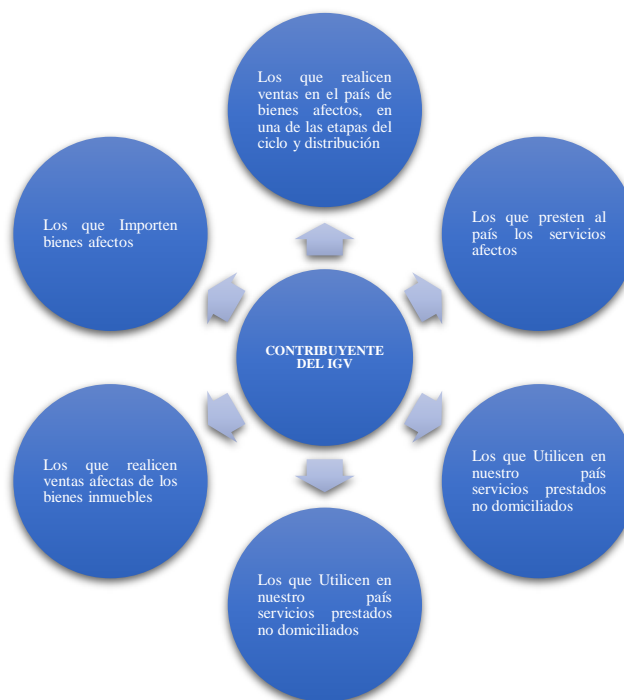 Los que realicen
ventas en el país de
bienes afectos, en
una de las etapas del
ciclo y distribución
Los que presten al
país los servicios
afectos
Los que Utilicen en
nuestro país
servicios prestados
no domiciliados
Los que Utilicen en
nuestro país
servicios prestados
no domiciliados
Los que realicen
ventas afectas de los
bienes inmuebles
Los que Importen
bienes afectos
CONTRIBUYENTE
DEL IGV